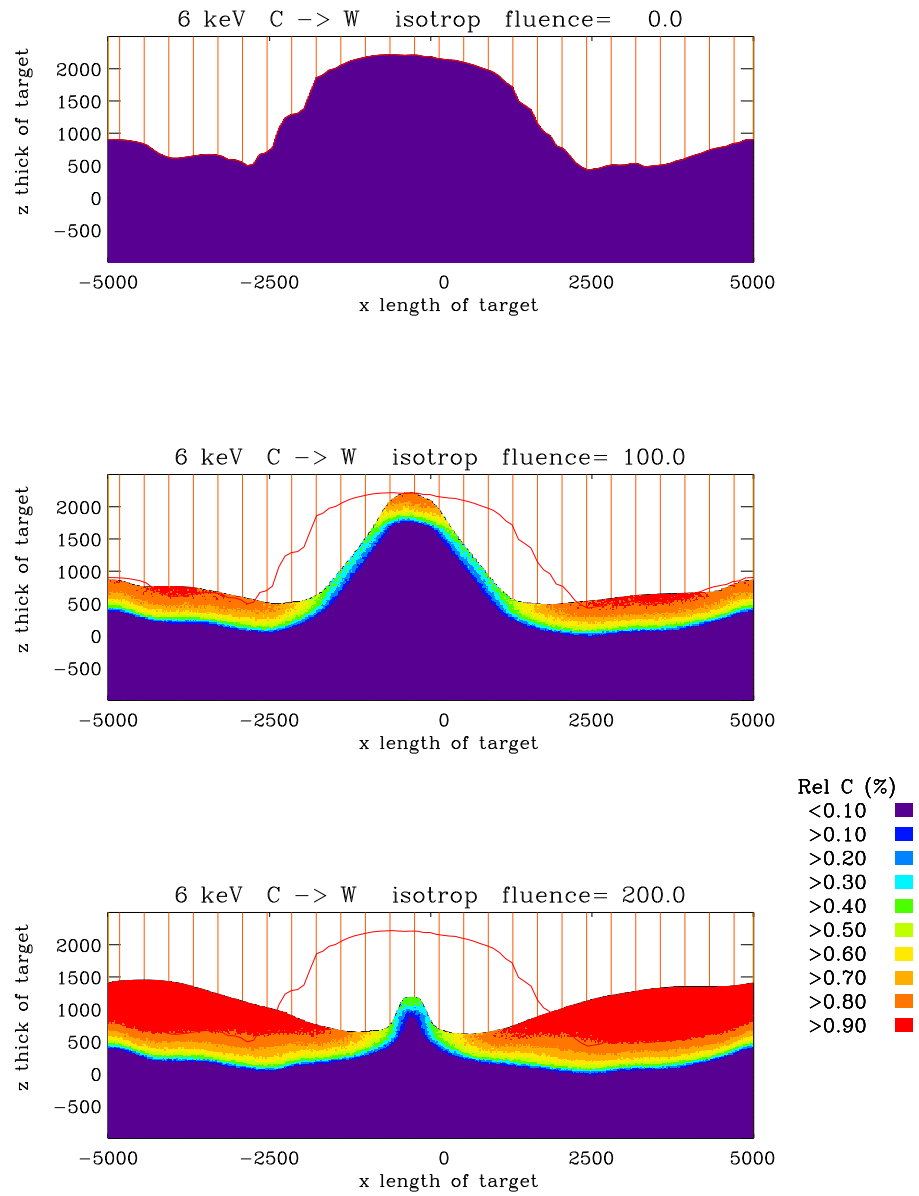 6 keV C -> W isotrop fluence= 0.0
z thick of target
2000
1500
1000
500
0
-500
-5000 -2500 0 2500 5000
x length of target
6 keV C -> W isotrop fluence= 100.0
z thick of target
2000
1500
1000
500
0
-500
-5000 -2500 0 2500 5000
x length of target
Rel C (%)
<0.10
>0.10
>0.20
>0.30
>0.40
>0.50
>0.60
>0.70
>0.80
>0.90
6 keV C -> W isotrop fluence= 200.0
z thick of target
2000
1500
1000
500
0
-500
-5000 -2500 0 2500 5000
x length of target